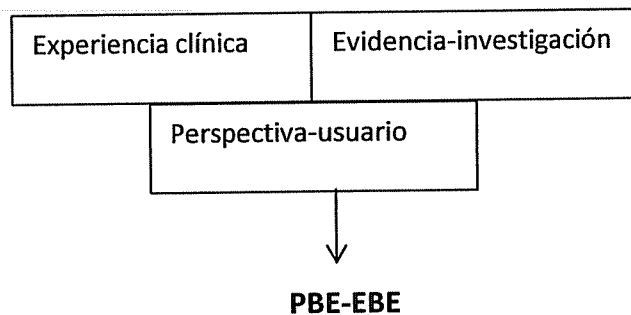 Experiencia clínica
Evidencia-investigación
Perspectiva-usuario
PBE-EBE